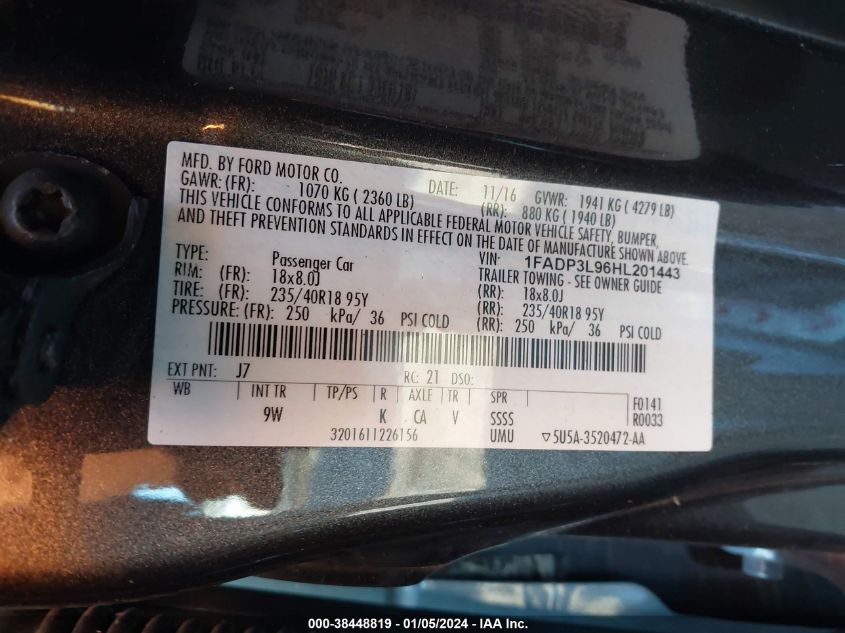 MFD. BY FORD MOTOR CO.
DATE: 11/16 GVWR: 1941 KG ( 4279 LB)
GAWR: (FR): 1070 KG ( 2360 LB) (RR): 880 KG ( 1940 LB)
THIS VEHICLE CONFORMS TO ALL APPLICABLE FEDERAL MOTOR VEHICLE SAFETY, BUMPER,
AND THEFT PREVENTION STANDARDS IN EFFECT ON THE DATE OF MANUFACTURE SHOWN ABOVE.
VIN: 1FADP3L96HL201443
TYPE: Passenger Car TRAILER TOWING - SEE OWNER GUIDE
RIM: (FR): 18x8.0J (RR): 18x8.0J
TIRE: (FR): 235/40R18 95Y (RR): 235/40R18 95Y
PRESSURE: (FR): 250 kPa/ 36 PSI COLD (RR): 250 kPa/ 36 PSI COLD
EXT PNT: J7 RC: 21 DSO:
WB INT TR TP/PS R AXLE TR SPR F0141
9W K CA V SSSS R0033
3201611226156 UMU ▽5U5A-3520472-AA
000-38448819 - 01/05/2024 - IAA Inc.